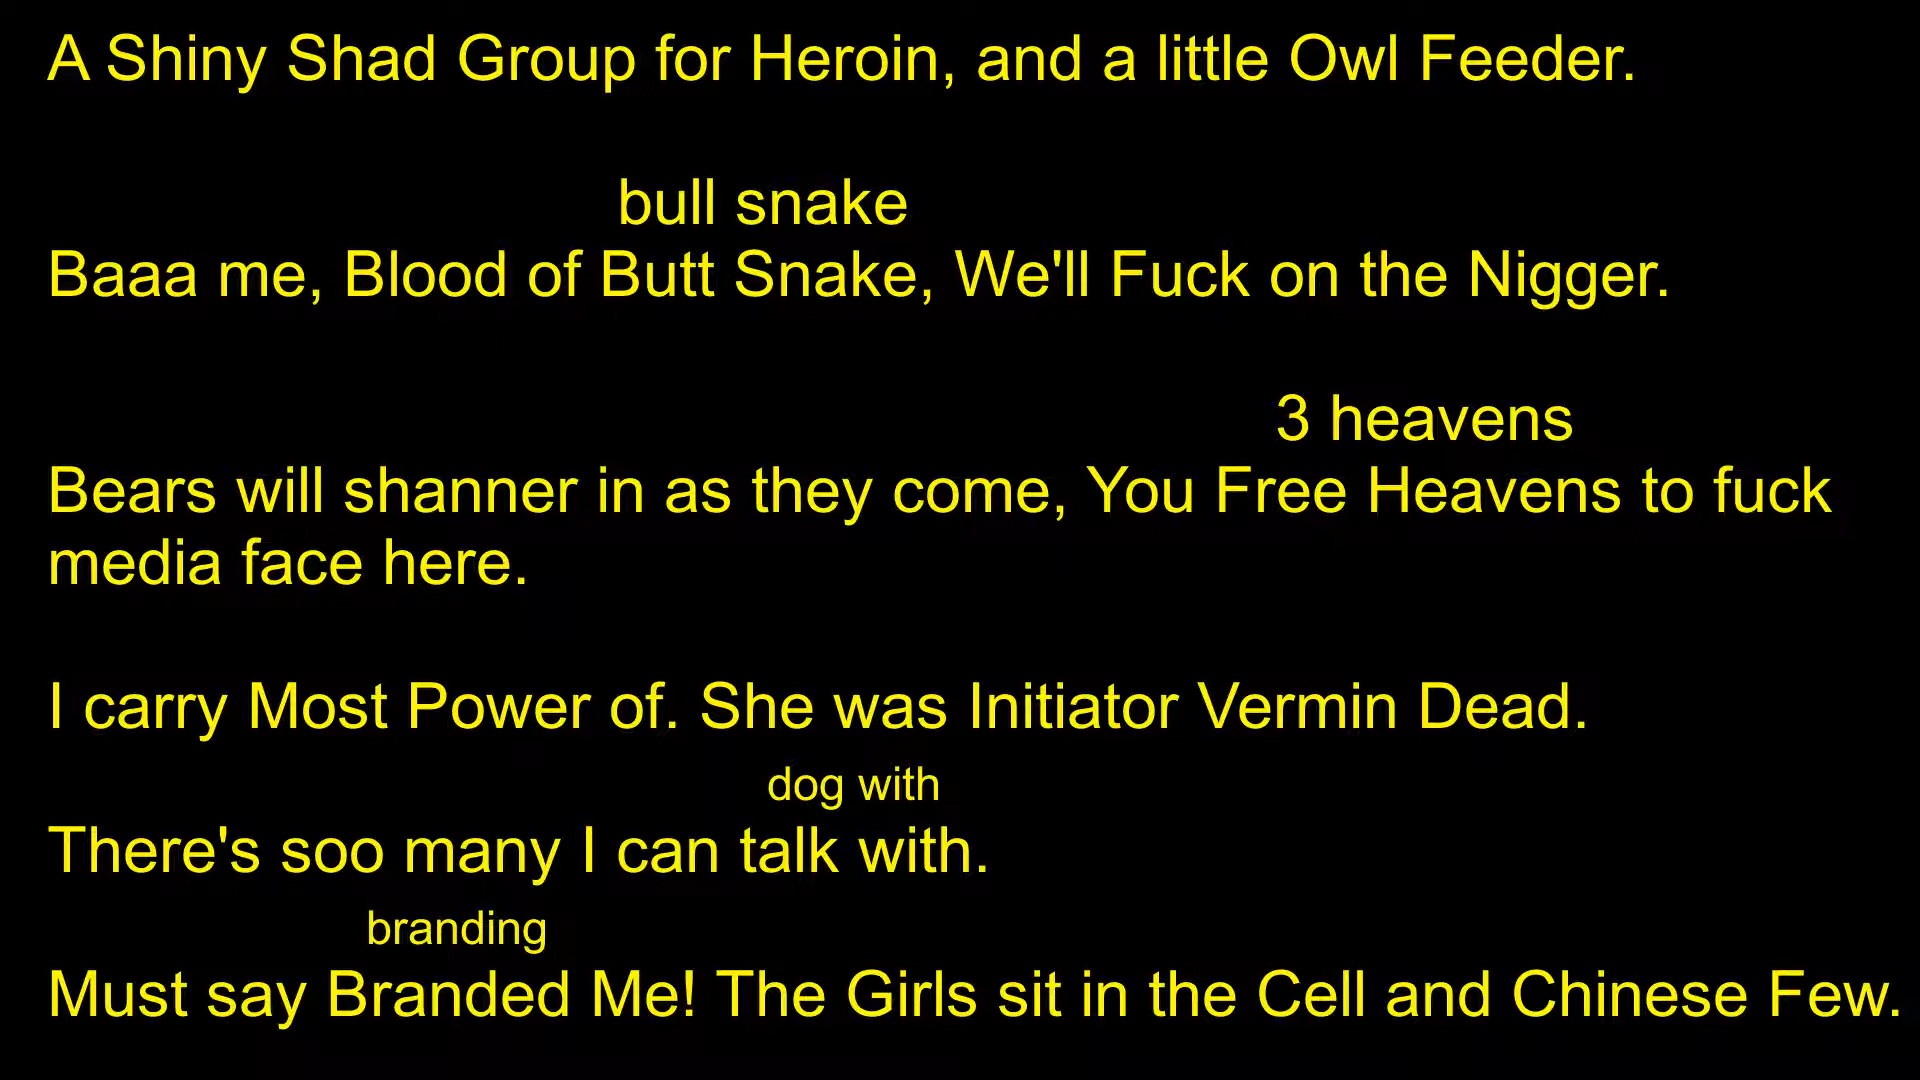 A Shiny Shad Group for Heroin, and a little Owl Feeder.
bull snake
Baaa me, Blood of Butt Snake, We'll Fuck on the Nigger.
3 heavens
Bears will shanner in as they come, You Free Heavens to fuck
media face here.
I carry Most Power of. She was Initiator Vermin Dead.
dog with
There's soo many I can talk with.
branding
Must say Branded Me! The Girls sit in the Cell and Chinese Few.